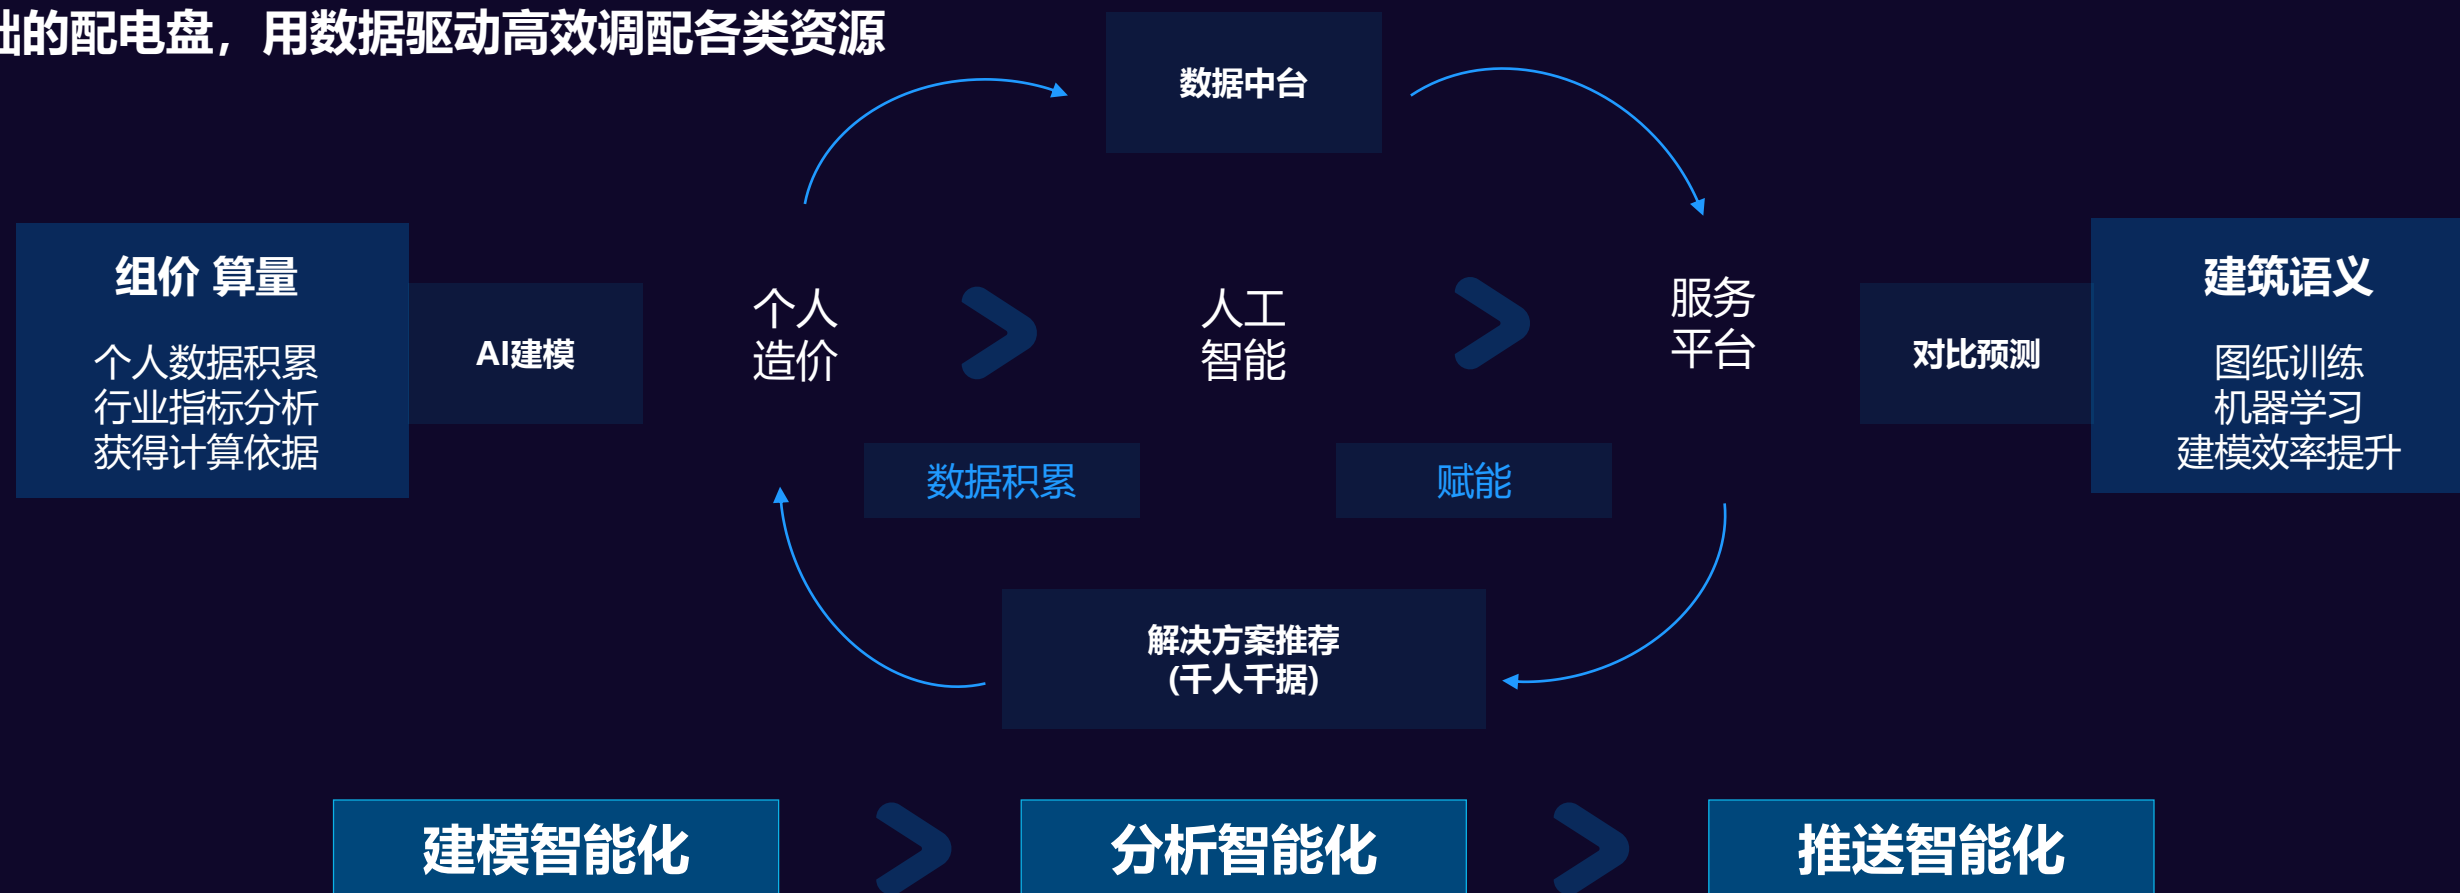 的配电盘，用数据驱动高效调配各类资源
数据中台
组价 算量
个人数据积累
行业指标分析
获得计算依据
AI建模
个人
造价
人工
智能
服务
平台
对比预测
建筑语义
图纸训练
机器学习
建模效率提升
数据积累
赋能
解决方案推荐
(千人千据)
建模智能化
分析智能化
推送智能化